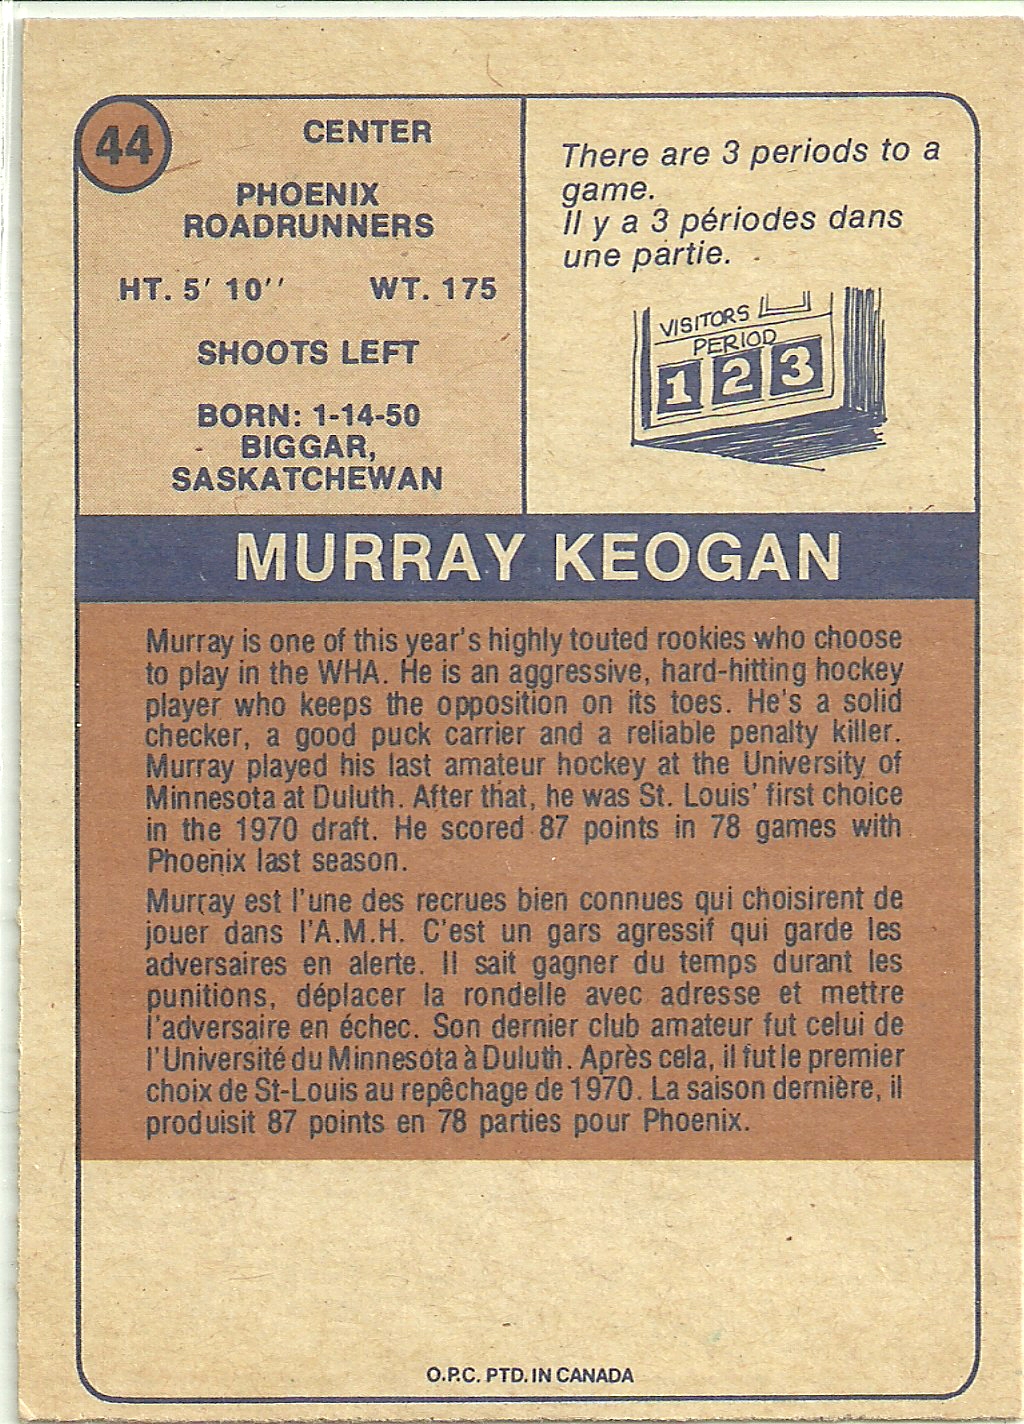 44
CENTER
PHOENIX
ROADRUNNERS
HT. 5' 10'' WT. 175
SHOOTS LEFT
BORN: 1-14-50
BIGGAR,
SASKATCHEWAN
There are 3 periods to a
game.
Il y a 3 périodes dans
une partie.
VISITORS
PERIOD
1 2 3
MURRAY KEOGAN
Murray is one of this year's highly touted rookies who choose
to play in the WHA. He is an aggressive, hard-hitting hockey
player who keeps the opposition on its toes. He's a solid
checker, a good puck carrier and a reliable penalty killer.
Murray played his last amateur hockey at the University of
Minnesota at Duluth. After that, he was St. Louis' first choice
in the 1970 draft. He scored 87 points in 78 games with
Phoenix last season.
Murray est l'une des recrues bien connues qui choisirent de
jouer dans l'A.M.H. C'est un gars agressif qui garde les
adversaires en alerte. Il sait gagner du temps durant les
punitions, déplacer la rondelle avec adresse et mettre
l'adversaire en échec. Son dernier club amateur fut celui de
l'Université du Minnesota à Duluth. Après cela, il fut le premier
choix de St-Louis au repêchage de 1970. La saison dernière, il
produisit 87 points en 78 parties pour Phoenix.
O.P.C. PTD. IN CANADA